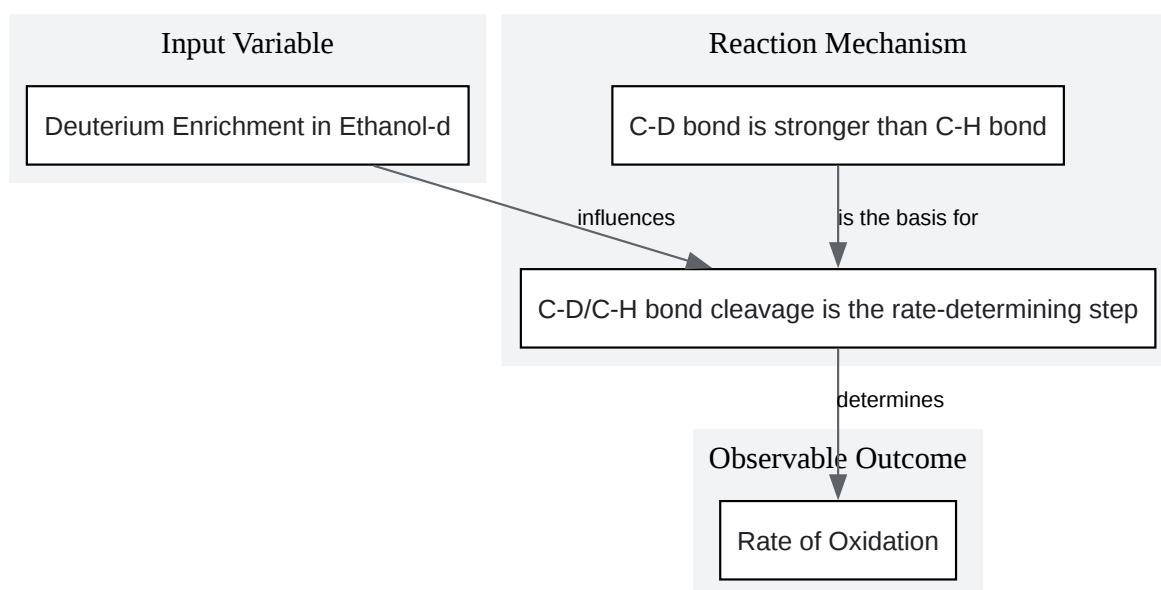 Input Variable
Reaction Mechanism
Deuterium Enrichment in Ethanol-d
C-D bond is stronger than C-H bond
influences
is the basis for
C-D/C-H bond cleavage is the rate-determining step
determines
Observable Outcome
Rate of Oxidation